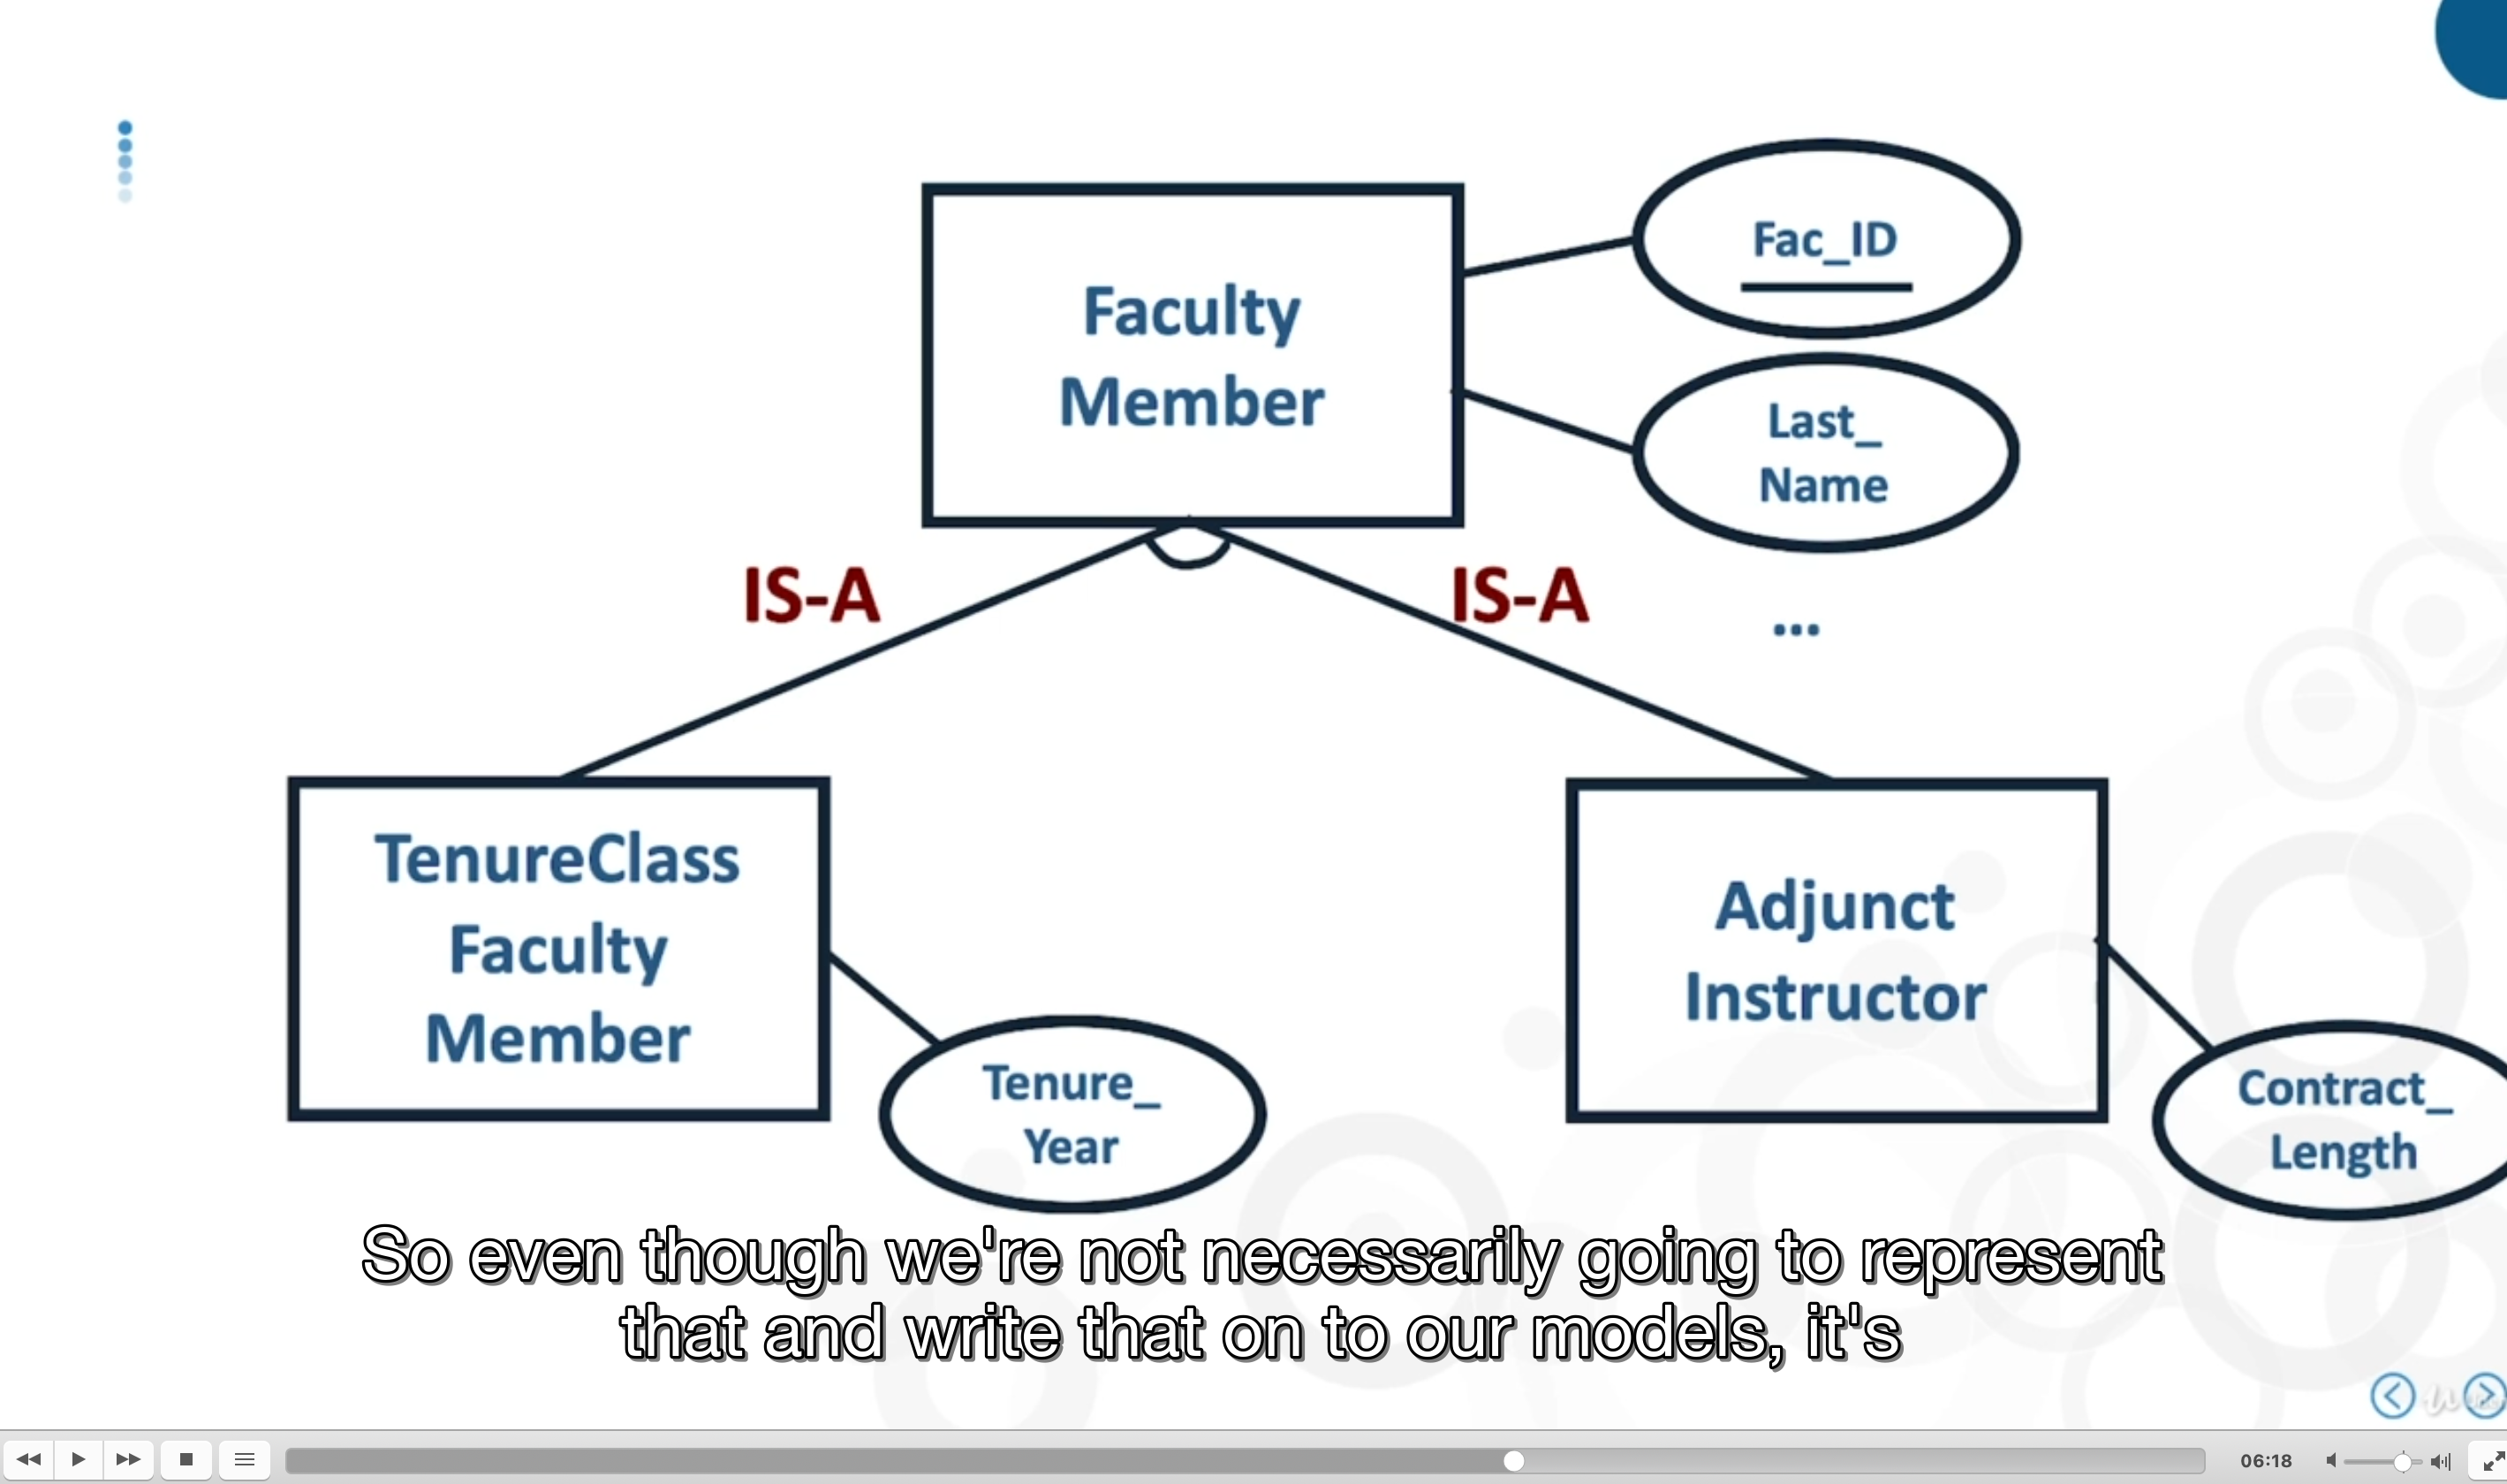 Fac_ID
Faculty
Member
Last_
Name
IS-A
IS-A
...
TenureClass
Faculty
Member
Adjunct
Instructor
Tenure_
Year
Contract_
Length
So even though we're not necessarily going to represent
that and write that on to our models, it's
06:18